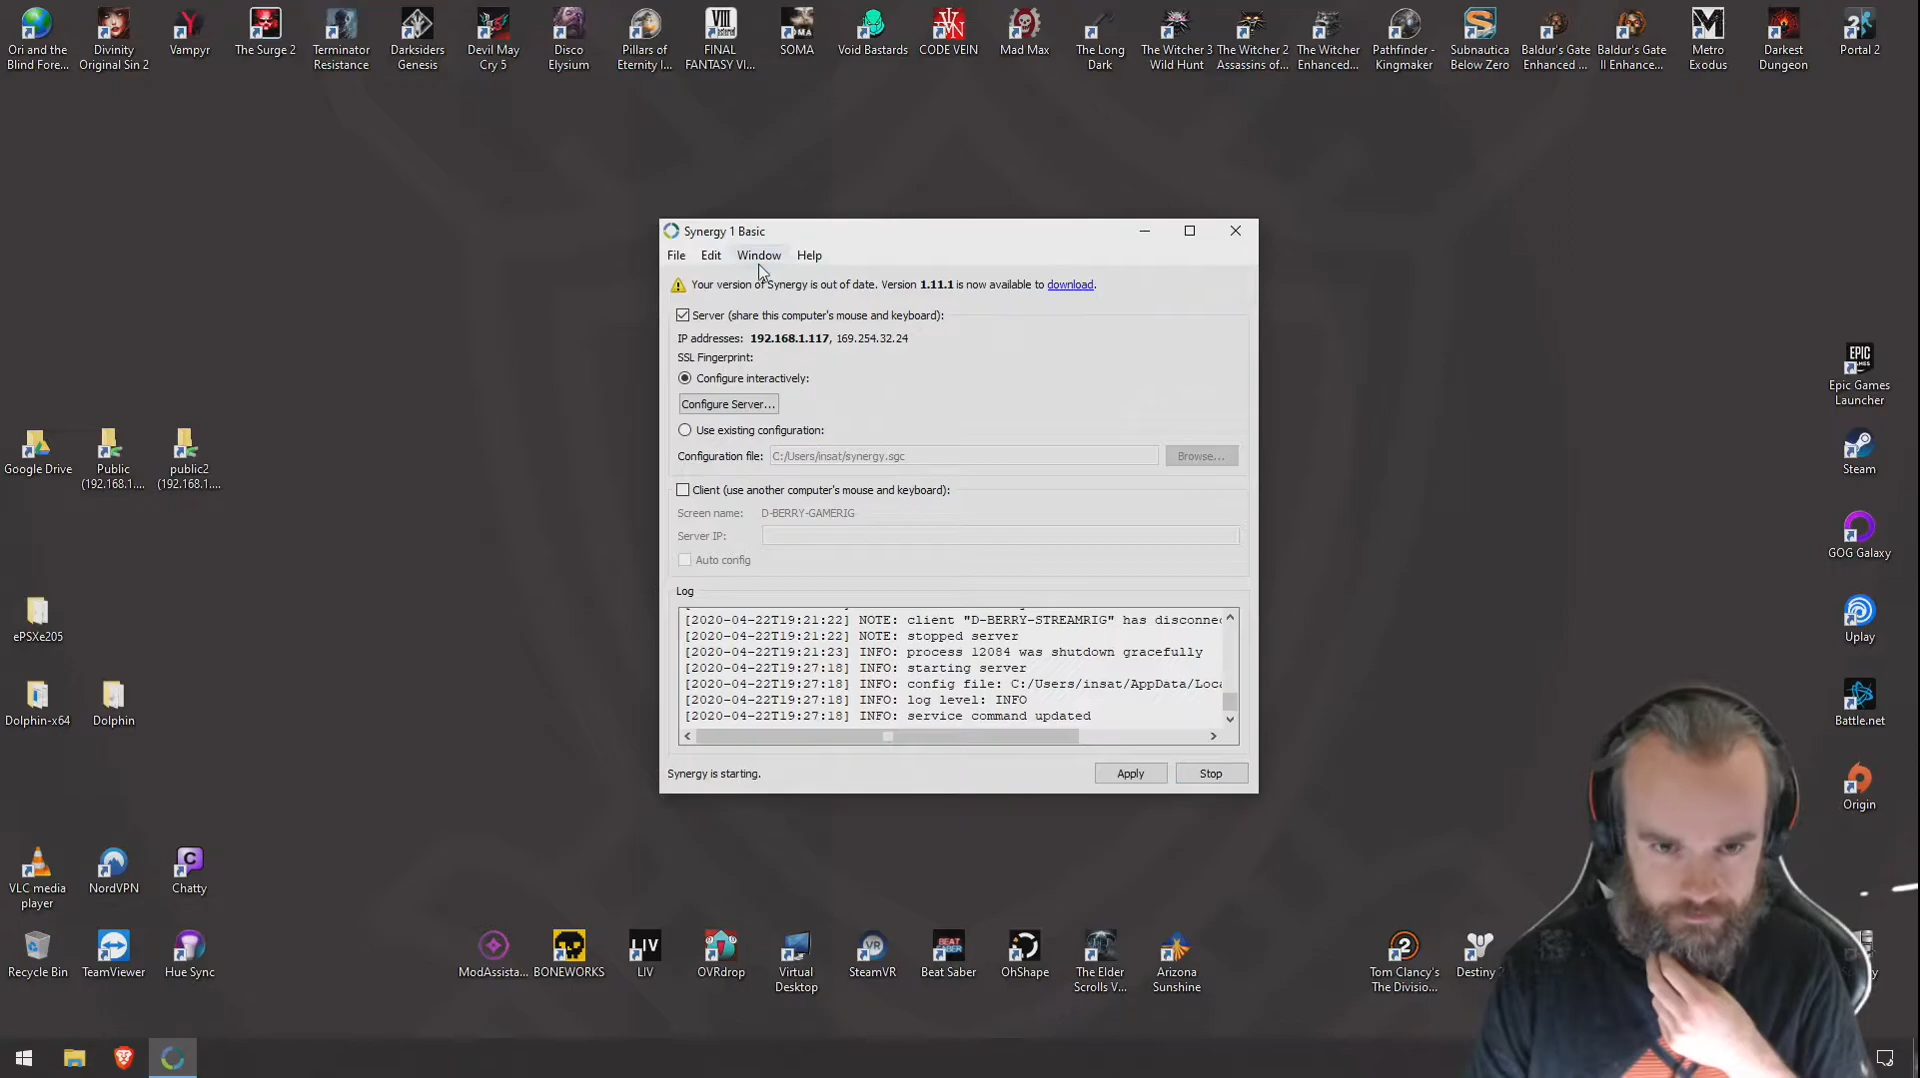 Ori and the
Blind Fore...
Divinity
Original Sin 2
Vampyr
The Surge 2
Terminator
Resistance
Darksiders
Genesis
Devil May
Cry 5
Disco
Elysium
Pillars of
Eternity I...
VIII
FINAL
FANTASY VI...
SOMA
SOMA
Void Bastards
CODE VEIN
Mad Max
The Long
Dark
The Witcher 3
Wild Hunt
The Witcher 2
Assassins of...
The Witcher
Enhanced...
Pathfinder -
Kingmaker
Subnautica
Below Zero
Baldur's Gate
Enhanced ...
Baldur's Gate
II Enhance...
Metro
Exodus
Darkest
Dungeon
Portal 2
Synergy 1 Basic
File Edit Window Help
Your version of Synergy is out of date. Version 1.11.1 is now available to download.
Server (share this computer's mouse and keyboard):
IP addresses: 192.168.1.117, 169.254.32.24
SSL Fingerprint:
Configure interactively:
Configure Server...
Use existing configuration:
Configuration file: C:/Users/insat/synergy.sgc Browse...
Client (use another computer's mouse and keyboard):
Screen name: D-BERRY-GAMERIG
Server IP:
Auto config
Log
[2020-04-22T19:21:22] NOTE: client "D-BERRY-STREAMRIG" has disconnec
[2020-04-22T19:21:22] NOTE: stopped server
[2020-04-22T19:21:23] INFO: process 12084 was shutdown gracefully
[2020-04-22T19:27:18] INFO: starting server
[2020-04-22T19:27:18] INFO: config file: C:/Users/insat/AppData/Loca
[2020-04-22T19:27:18] INFO: log level: INFO
[2020-04-22T19:27:18] INFO: service command updated
Synergy is starting. Apply Stop
Google Drive
Public
(192.168.1....
public2
(192.168.1....
ePSXe205
Dolphin-x64
Dolphin
VLC media
player
NordVPN
Chatty
Recycle Bin
TeamViewer
Hue Sync
EPIC
GAMES
Epic Games
Launcher
Steam
GOG Galaxy
Uplay
Battle.net
Origin
ModAssista...
BONEWORKS
LIV
LIV
OVRdrop
Virtual
Desktop
VR
SteamVR
BEAT
SABER
Beat Saber
OhShape
The Elder
Scrolls V...
Arizona
Sunshine
Tom Clancy's
The Divisio...
Destiny